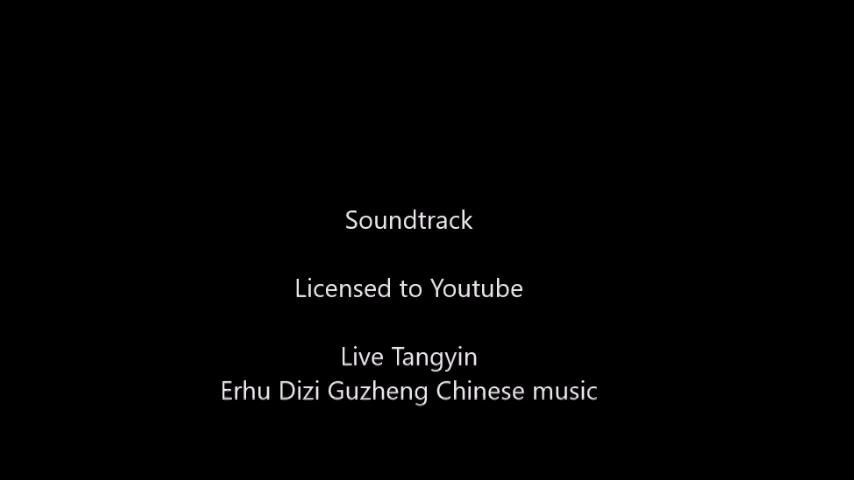 Soundtrack
Licensed to Youtube
Live Tangyin
Erhu Dizi Guzheng Chinese music